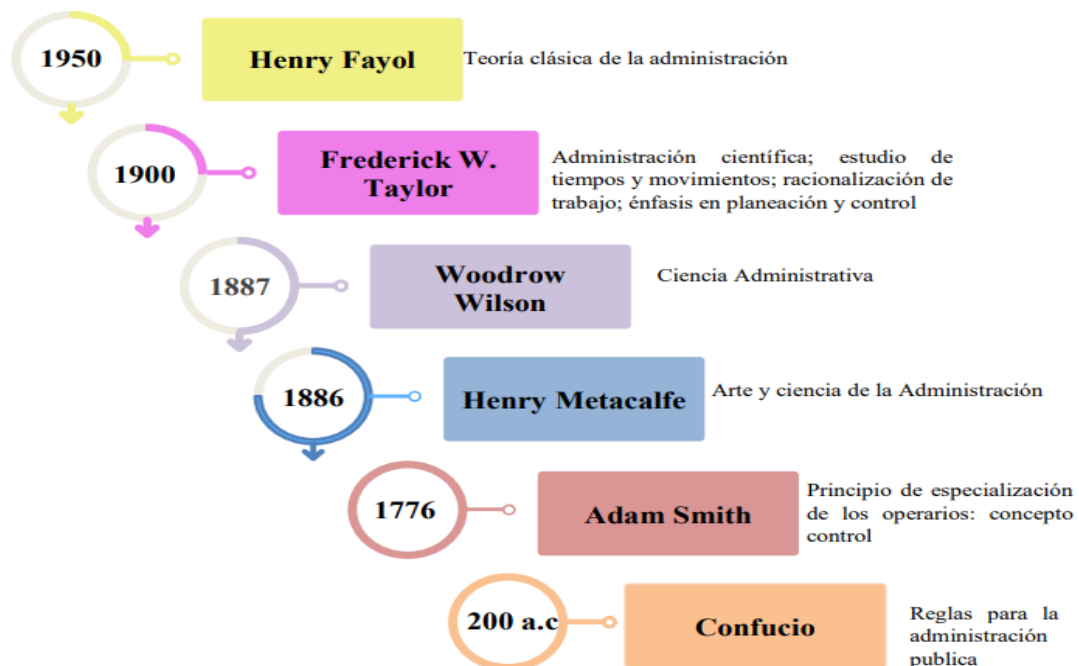 1950
Henry Fayol
Teoría clásica de la administración
1900
Frederick W.
Taylor
Administración científica; estudio de
tiempos y movimientos; racionalización de
trabajo; énfasis en planeación y control
1887
Woodrow
Wilson
Ciencia Administrativa
1886
Henry Metacalfe
Arte y ciencia de la Administración
1776
Adam Smith
Principio de especialización
de los operarios: concepto
control
200 a.c
Confucio
Reglas para la
administración
publica